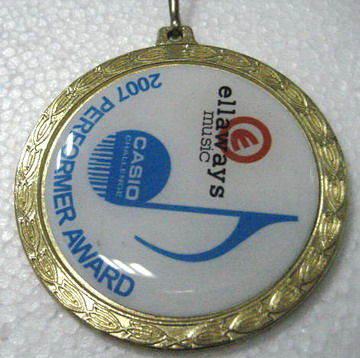 ellaways
music
CASIO
CHALLENGE
2007 PERFORMER AWARD